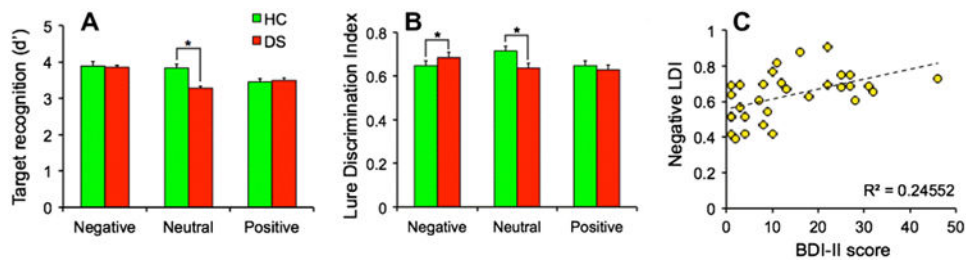 A
HC
DS
Target recognition (d')
5
4
3
2
1
0
*
Negative Neutral Positive
B
Lure Discrimination Index
0.8
0.6
0.4
0.2
0
* *
Negative Neutral Positive
C
Negative LDI
1
0.8
0.6
0.4
0.2
0
R² = 0.24552
0 10 20 30 40 50
BDI-II score